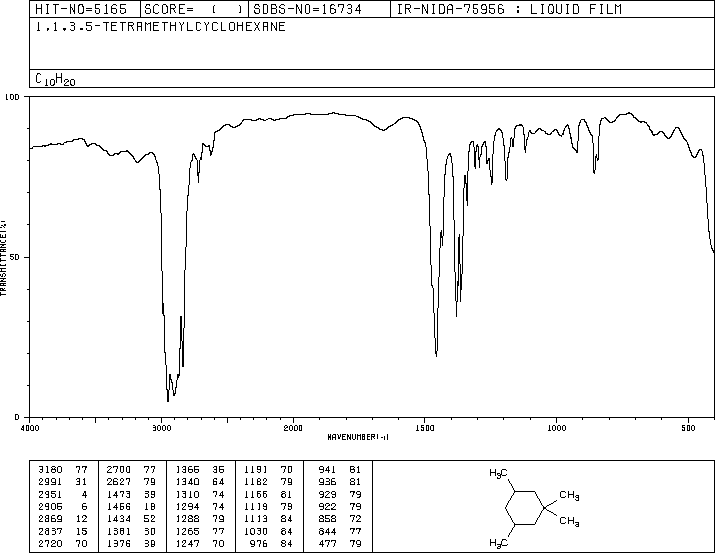 HIT-NO=5165 SCORE= ( ) SDBS-NO=16734 IR-NIDA-75956 : LIQUID FILM
1,1,3,5-TETRAMETHYLCYCLOHEXANE
C10H20
100
50
0
TRANSMITTANCE(%)
4000 3000 2000 1500 1000 500
WAVENUMBER(-1)
3180 77 2700 77 1366 36 1191 70 941 81
2991 31 2627 79 1340 64 1182 79 936 81
2951 4 1473 39 1310 74 1166 81 929 79
2905 6 1456 18 1294 74 1119 79 922 79
2869 12 1434 52 1288 79 1113 84 858 72
2837 15 1381 30 1265 77 1030 84 844 77
2720 70 1376 39 1247 70 976 84 477 79
H3C
CH3
CH3
H3C